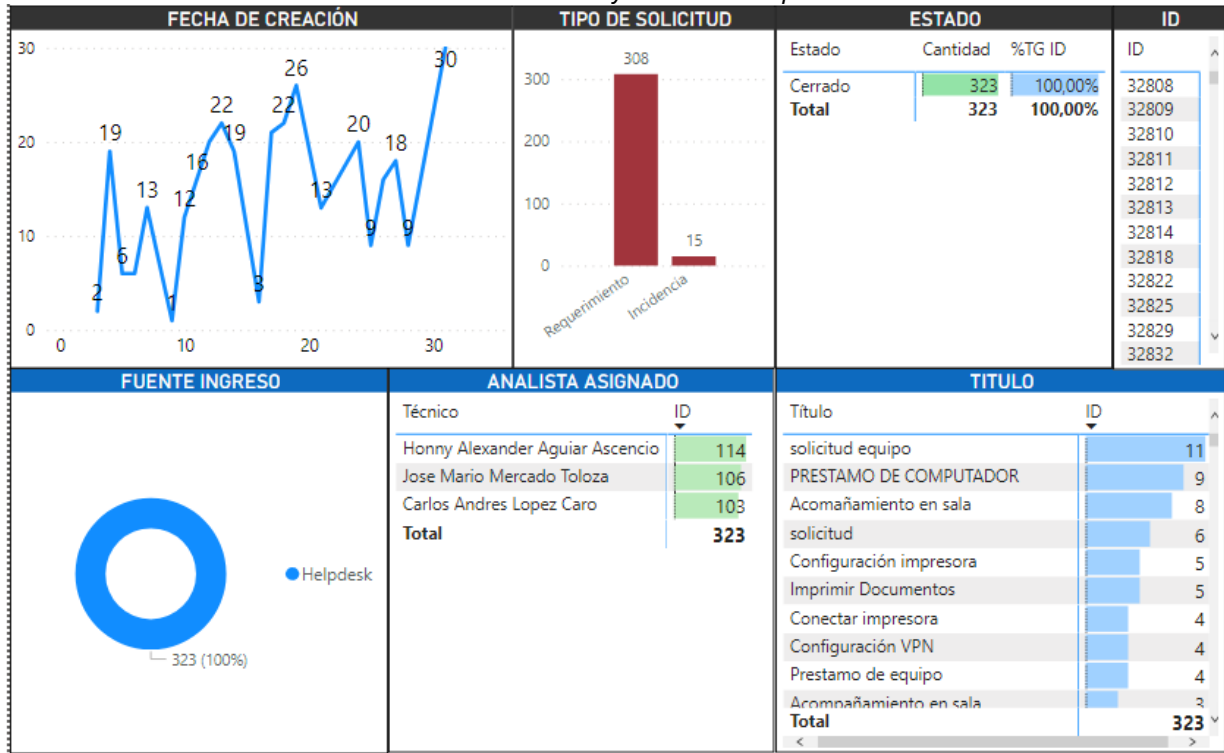 FECHA DE CREACIÓN
30
20
10
0
0 10 20 30
2
19
6
13
1
12
16
22
19
3
22
26
13
20
9
18
9
30
TIPO DE SOLICITUD
300
200
100
0
308
15
Requerimiento
Incidencia
ESTADO
Estado Cantidad %TG ID
Cerrado 323 100,00%
Total 323 100,00%
ID
ID
32808
32809
32810
32811
32812
32813
32814
32818
32822
32825
32829
32832
FUENTE INGRESO
Helpdesk
323 (100%)
ANALISTA ASIGNADO
Técnico ID
Honny Alexander Aguiar Ascencio 114
Jose Mario Mercado Toloza 106
Carlos Andres Lopez Caro 103
Total 323
TITULO
Título ID
solicitud equipo 11
PRESTAMO DE COMPUTADOR 9
Acomañamiento en sala 8
solicitud 6
Configuración impresora 5
Imprimir Documentos 5
Conectar impresora 4
Configuración VPN 4
Prestamo de equipo 4
Acompañamiento en sala 3
Total 323